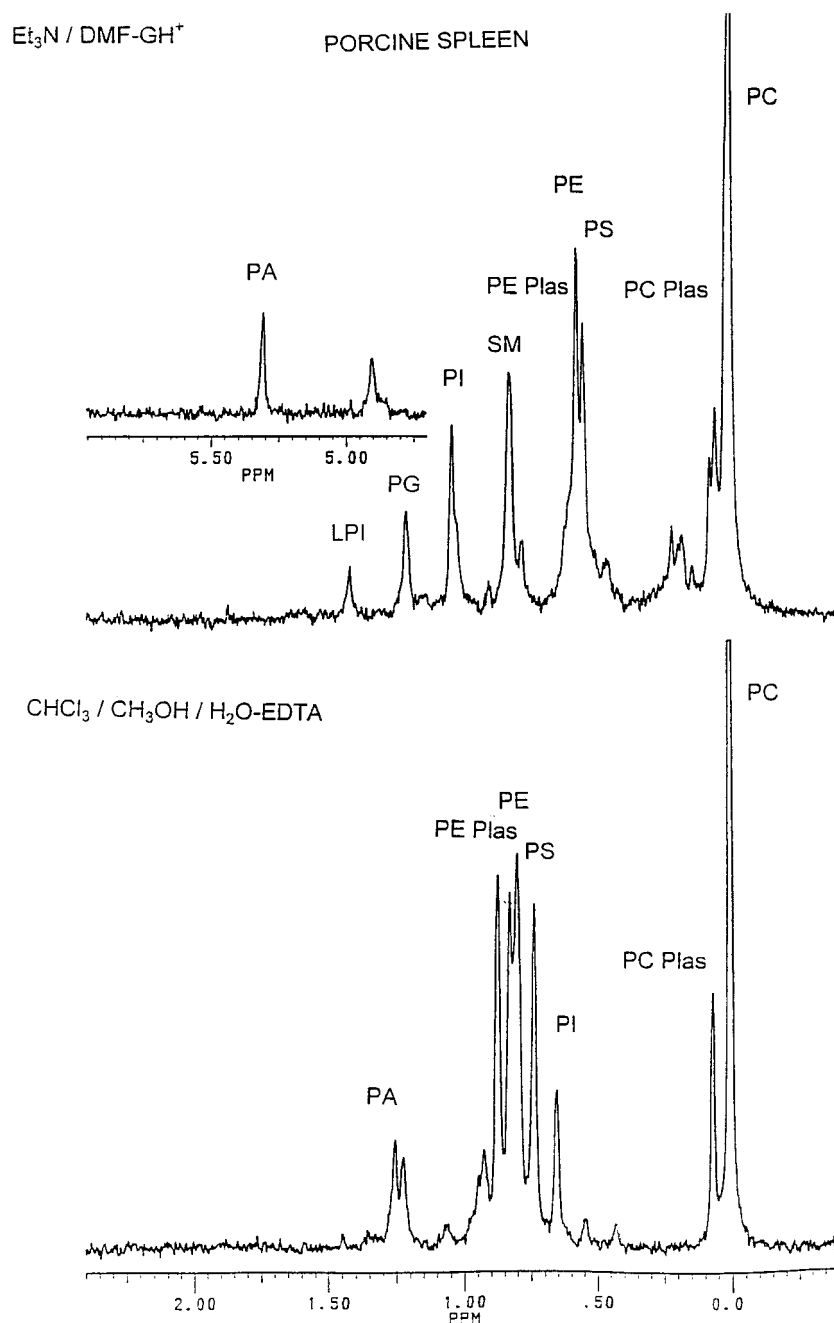 Et₃N / DMF-GH⁺
PORCINE SPLEEN
PC
PE
PS
PA
PE Plas
PC Plas
SM
PI
5.50 5.00
PPM
PG
LPI
CHCl₃ / CH₃OH / H₂O-EDTA
PC
PE
PE Plas
PS
PC Plas
PI
PA
2.00 1.50 1.00 .50 0.0
PPM